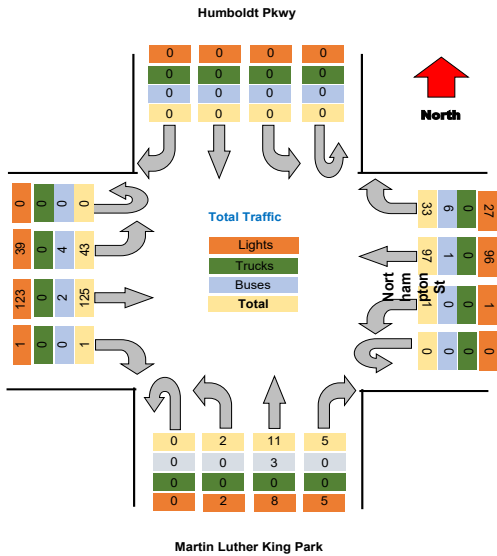 Humboldt Pkwy
0 0 0 0
0 0 0 0
0 0 0 0
0 0 0 0
North
0 0 0 0
39 0 4 43
123 0 2 125
1 0 0 1
Total Traffic
Lights
Trucks
Buses
Total
33 6 0 27
97 1 0 96
1 0 0 1
0 0 0 0
Nort
ham
pton
St
0 2 11 5
0 0 3 0
0 0 0 0
0 2 8 5
Martin Luther King Park